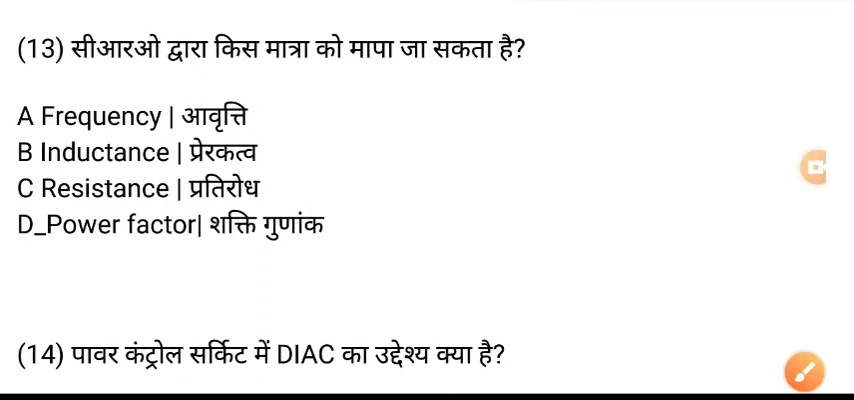 (13) सीआरओ द्वारा किस मात्रा को मापा जा सकता है?
A Frequency | आवृत्ति
B Inductance | प्रेरकत्व
C Resistance | प्रतिरोध
D_Power factor| शक्ति गुणांक
(14) पावर कंट्रोल सर्किट में DIAC का उद्देश्य क्या है?